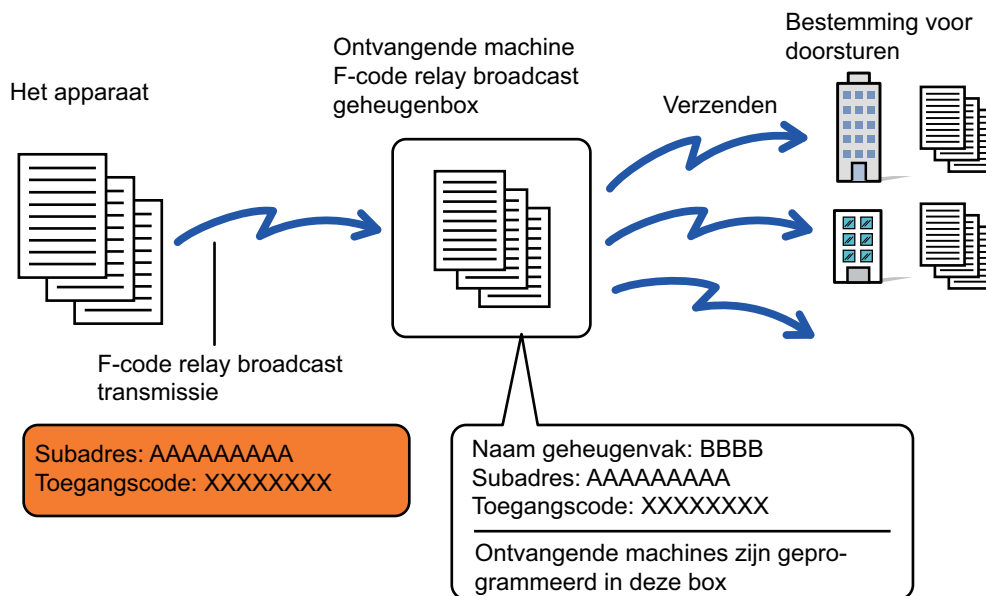 Het apparaat
Ontvangende machine
F-code relay broadcast
geheugenbox
Verzenden
Bestemming voor
doorsturen
F-code relay broadcast
transmissie
Subadres: AAAAAAAAA
Toegangscode: XXXXXXXX
Naam geheugenvak: BBBB
Subadres: AAAAAAAAA
Toegangscode: XXXXXXXX
Ontvangende machines zijn gepro-
grammeerd in deze box